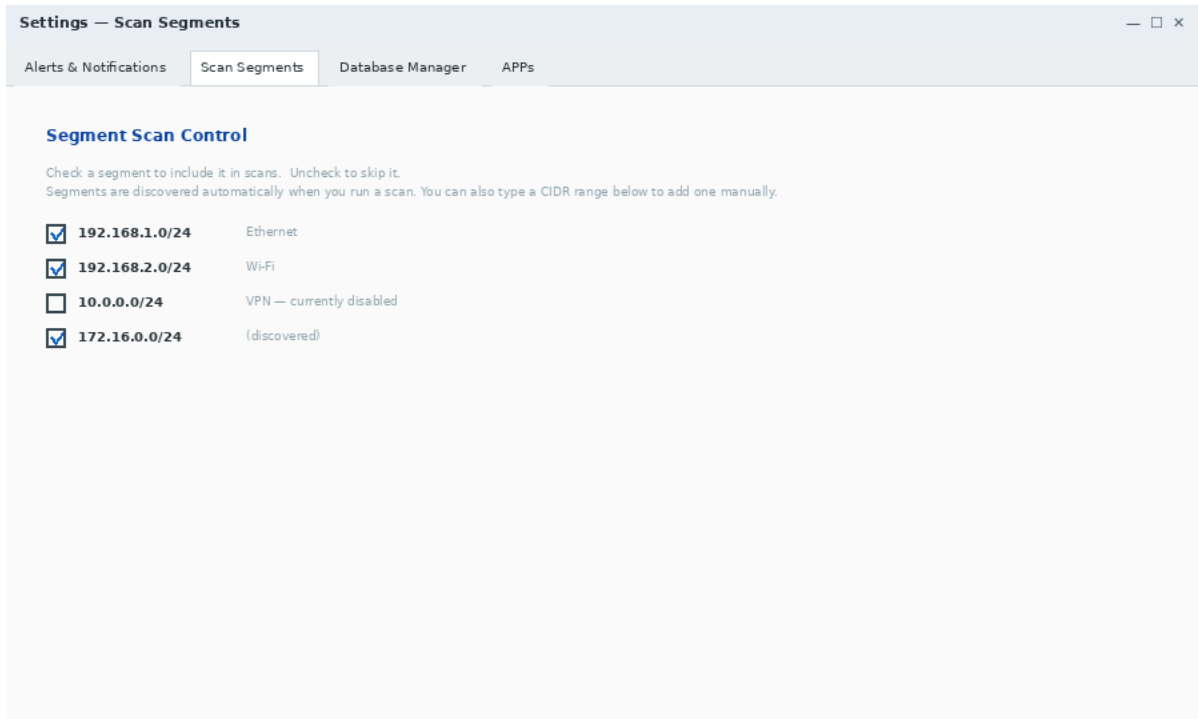 Settings — Scan Segments
Alerts & Notifications Scan Segments Database Manager APPs
Segment Scan Control
Check a segment to include it in scans.  Uncheck to skip it.
Segments are discovered automatically when you run a scan. You can also type a CIDR range below to add one manually.
192.168.1.0/24 Ethernet
192.168.2.0/24 Wi-Fi
10.0.0.0/24 VPN — currently disabled
172.16.0.0/24 (discovered)